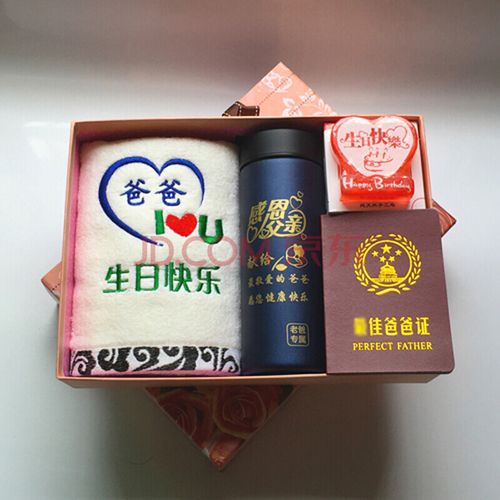 爸爸
I❤U
生日快乐
感恩
父亲
献给
最敬爱的爸爸
愿您健康快乐
老爸
专属
生日快樂
Happy Birthday
佳爸爸证
PERFECT FATHER
JD.COM 京东